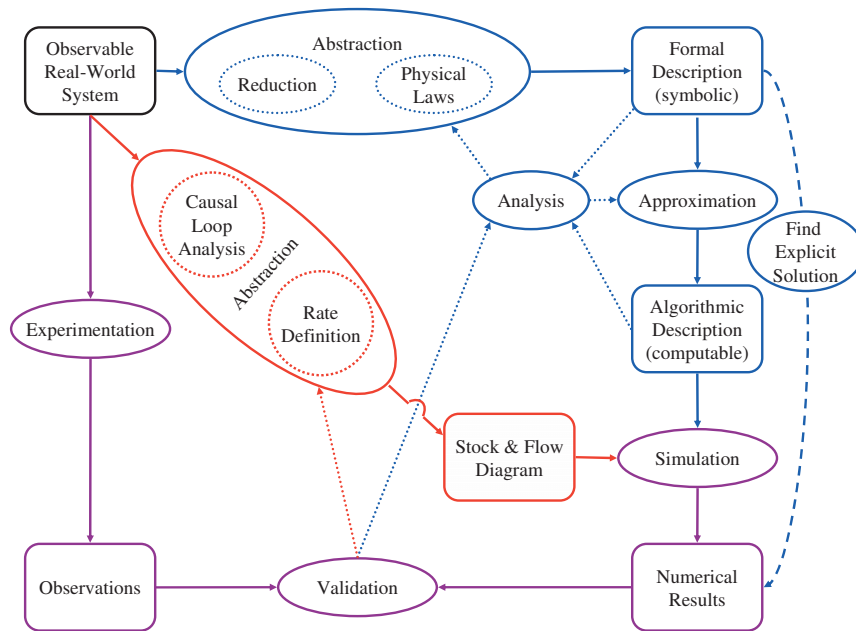 Observable
Real-World
System
Abstraction
Reduction
Physical
Laws
Formal
Description
(symbolic)
Causal
Loop
Analysis
Abstraction
Rate
Definition
Analysis
Approximation
Find
Explicit
Solution
Experimentation
Algorithmic
Description
(computable)
Stock & Flow
Diagram
Simulation
Observations
Validation
Numerical
Results